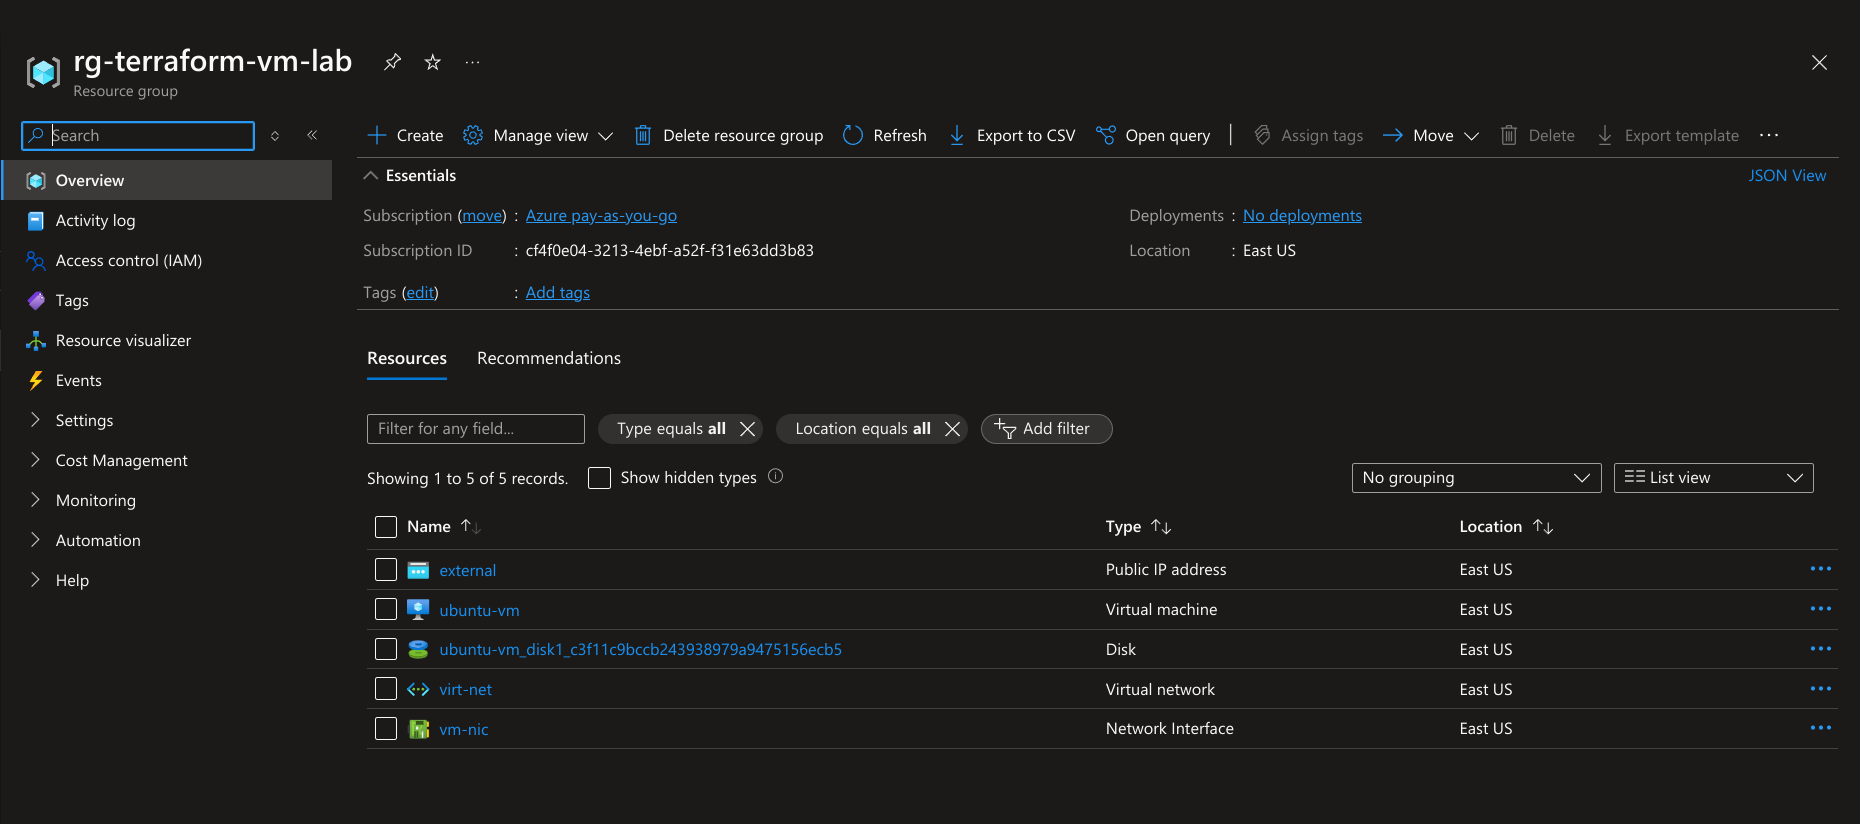 rg-terraform-vm-lab
Resource group
Search
Create Manage view Delete resource group Refresh Export to CSV Open query Assign tags Move Delete Export template
Overview
Activity log
Access control (IAM)
Tags
Resource visualizer
Events
Settings
Cost Management
Monitoring
Automation
Help
Essentials
JSON View
Subscription (move) : Azure pay-as-you-go
Deployments : No deployments
Subscription ID : cf4f0e04-3213-4ebf-a52f-f31e63dd3b83
Location : East US
Tags (edit) : Add tags
Resources Recommendations
Filter for any field... Type equals all Location equals all Add filter
Showing 1 to 5 of 5 records. Show hidden types No grouping List view
Name Type Location
external Public IP address East US
ubuntu-vm Virtual machine East US
ubuntu-vm_disk1_c3f11c9bccb243938979a9475156ecb5 Disk East US
virt-net Virtual network East US
vm-nic Network Interface East US